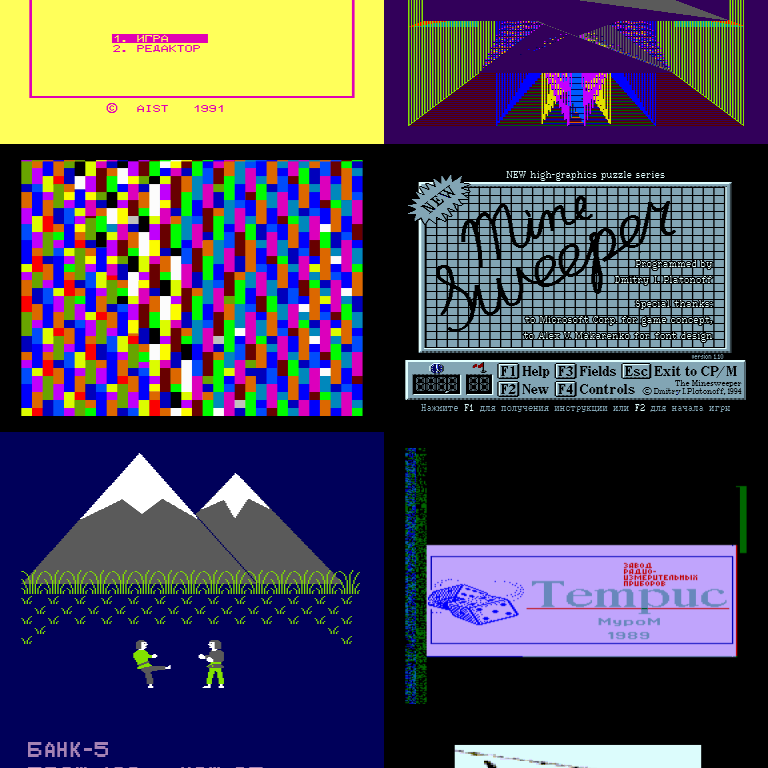 1. ИГРА
2. РЕДАКТОР
© AIST 1991
NEW high-graphics puzzle series
NEW
Mine
Sweeper
Programmed by
Dmitry I. Platonoff
Special thanks:
to Microsoft Corp. for game concept,
to Alex V. Makarenko for font design
version 1.10
F1 Help F3 Fields Esc Exit to CP/M
F2 New F4 Controls
The Minesweeper
© Dmitry I.Platonoff, 1994
Нажмите F1 для получения инструкции или F2 для начала игры
ЗАВОД
РАДИО-
ИЗМЕРИТЕЛЬНЫХ
ПРИБОРОВ
Тетрис
МуроМ
1989
БАНК-5